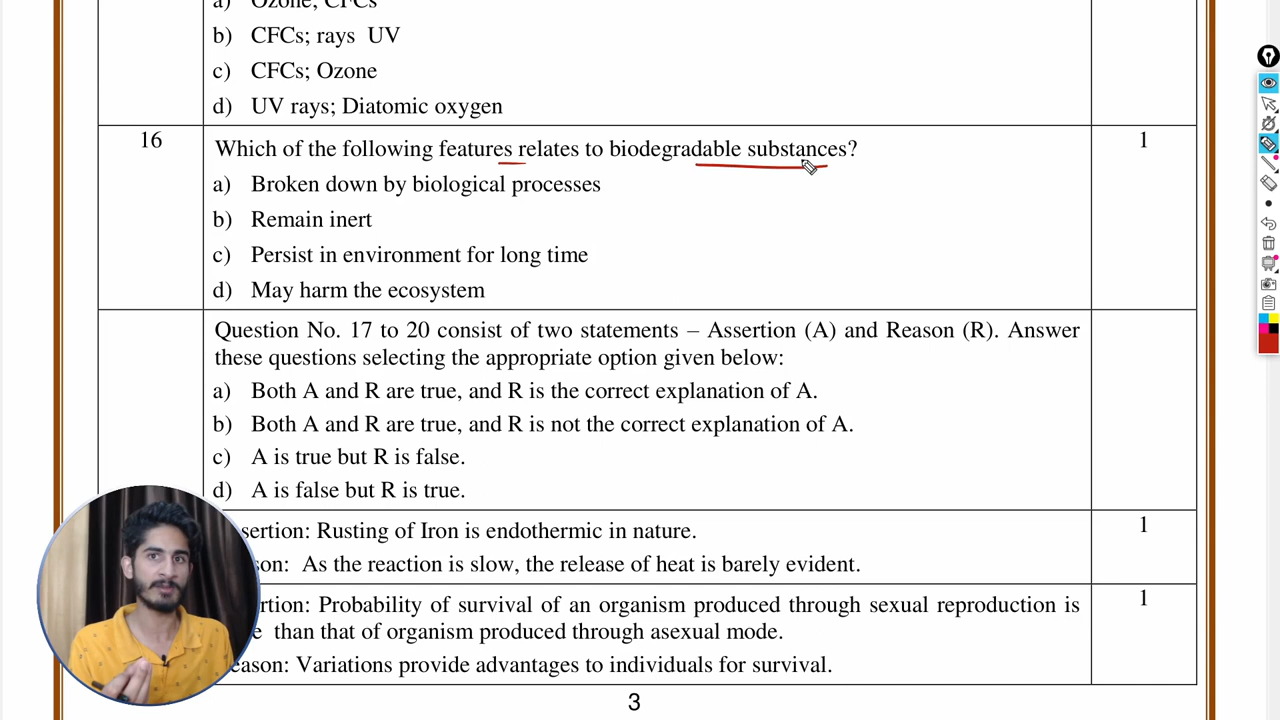 a) Ozone; CFCs
b) CFCs; rays UV
c) CFCs; Ozone
d) UV rays; Diatomic oxygen
16
Which of the following features relates to biodegradable substances?
1
a) Broken down by biological processes
b) Remain inert
c) Persist in environment for long time
d) May harm the ecosystem
Question No. 17 to 20 consist of two statements – Assertion (A) and Reason (R). Answer
these questions selecting the appropriate option given below:
a) Both A and R are true, and R is the correct explanation of A.
b) Both A and R are true, and R is not the correct explanation of A.
c) A is true but R is false.
d) A is false but R is true.
sertion: Rusting of Iron is endothermic in nature.
1
son: As the reaction is slow, the release of heat is barely evident.
rtion: Probability of survival of an organism produced through sexual reproduction is
1
than that of organism produced through asexual mode.
eason: Variations provide advantages to individuals for survival.
3